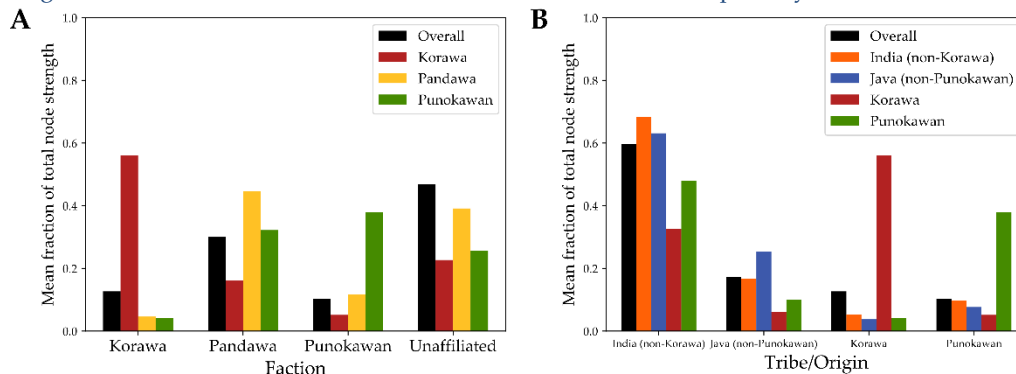 A
Mean fraction of total node strength
1.0
0.8
0.6
0.4
0.2
0.0
Overall
Korawa
Pandawa
Punokawan
Korawa Pandawa Punokawan Unaffiliated
Faction
B
Mean fraction of total node strength
1.0
0.8
0.6
0.4
0.2
0.0
Overall
India (non-Korawa)
Java (non-Punokawan)
Korawa
Punokawan
India (non-Korawa) Java (non-Punokawan) Korawa Punokawan
Tribe/Origin